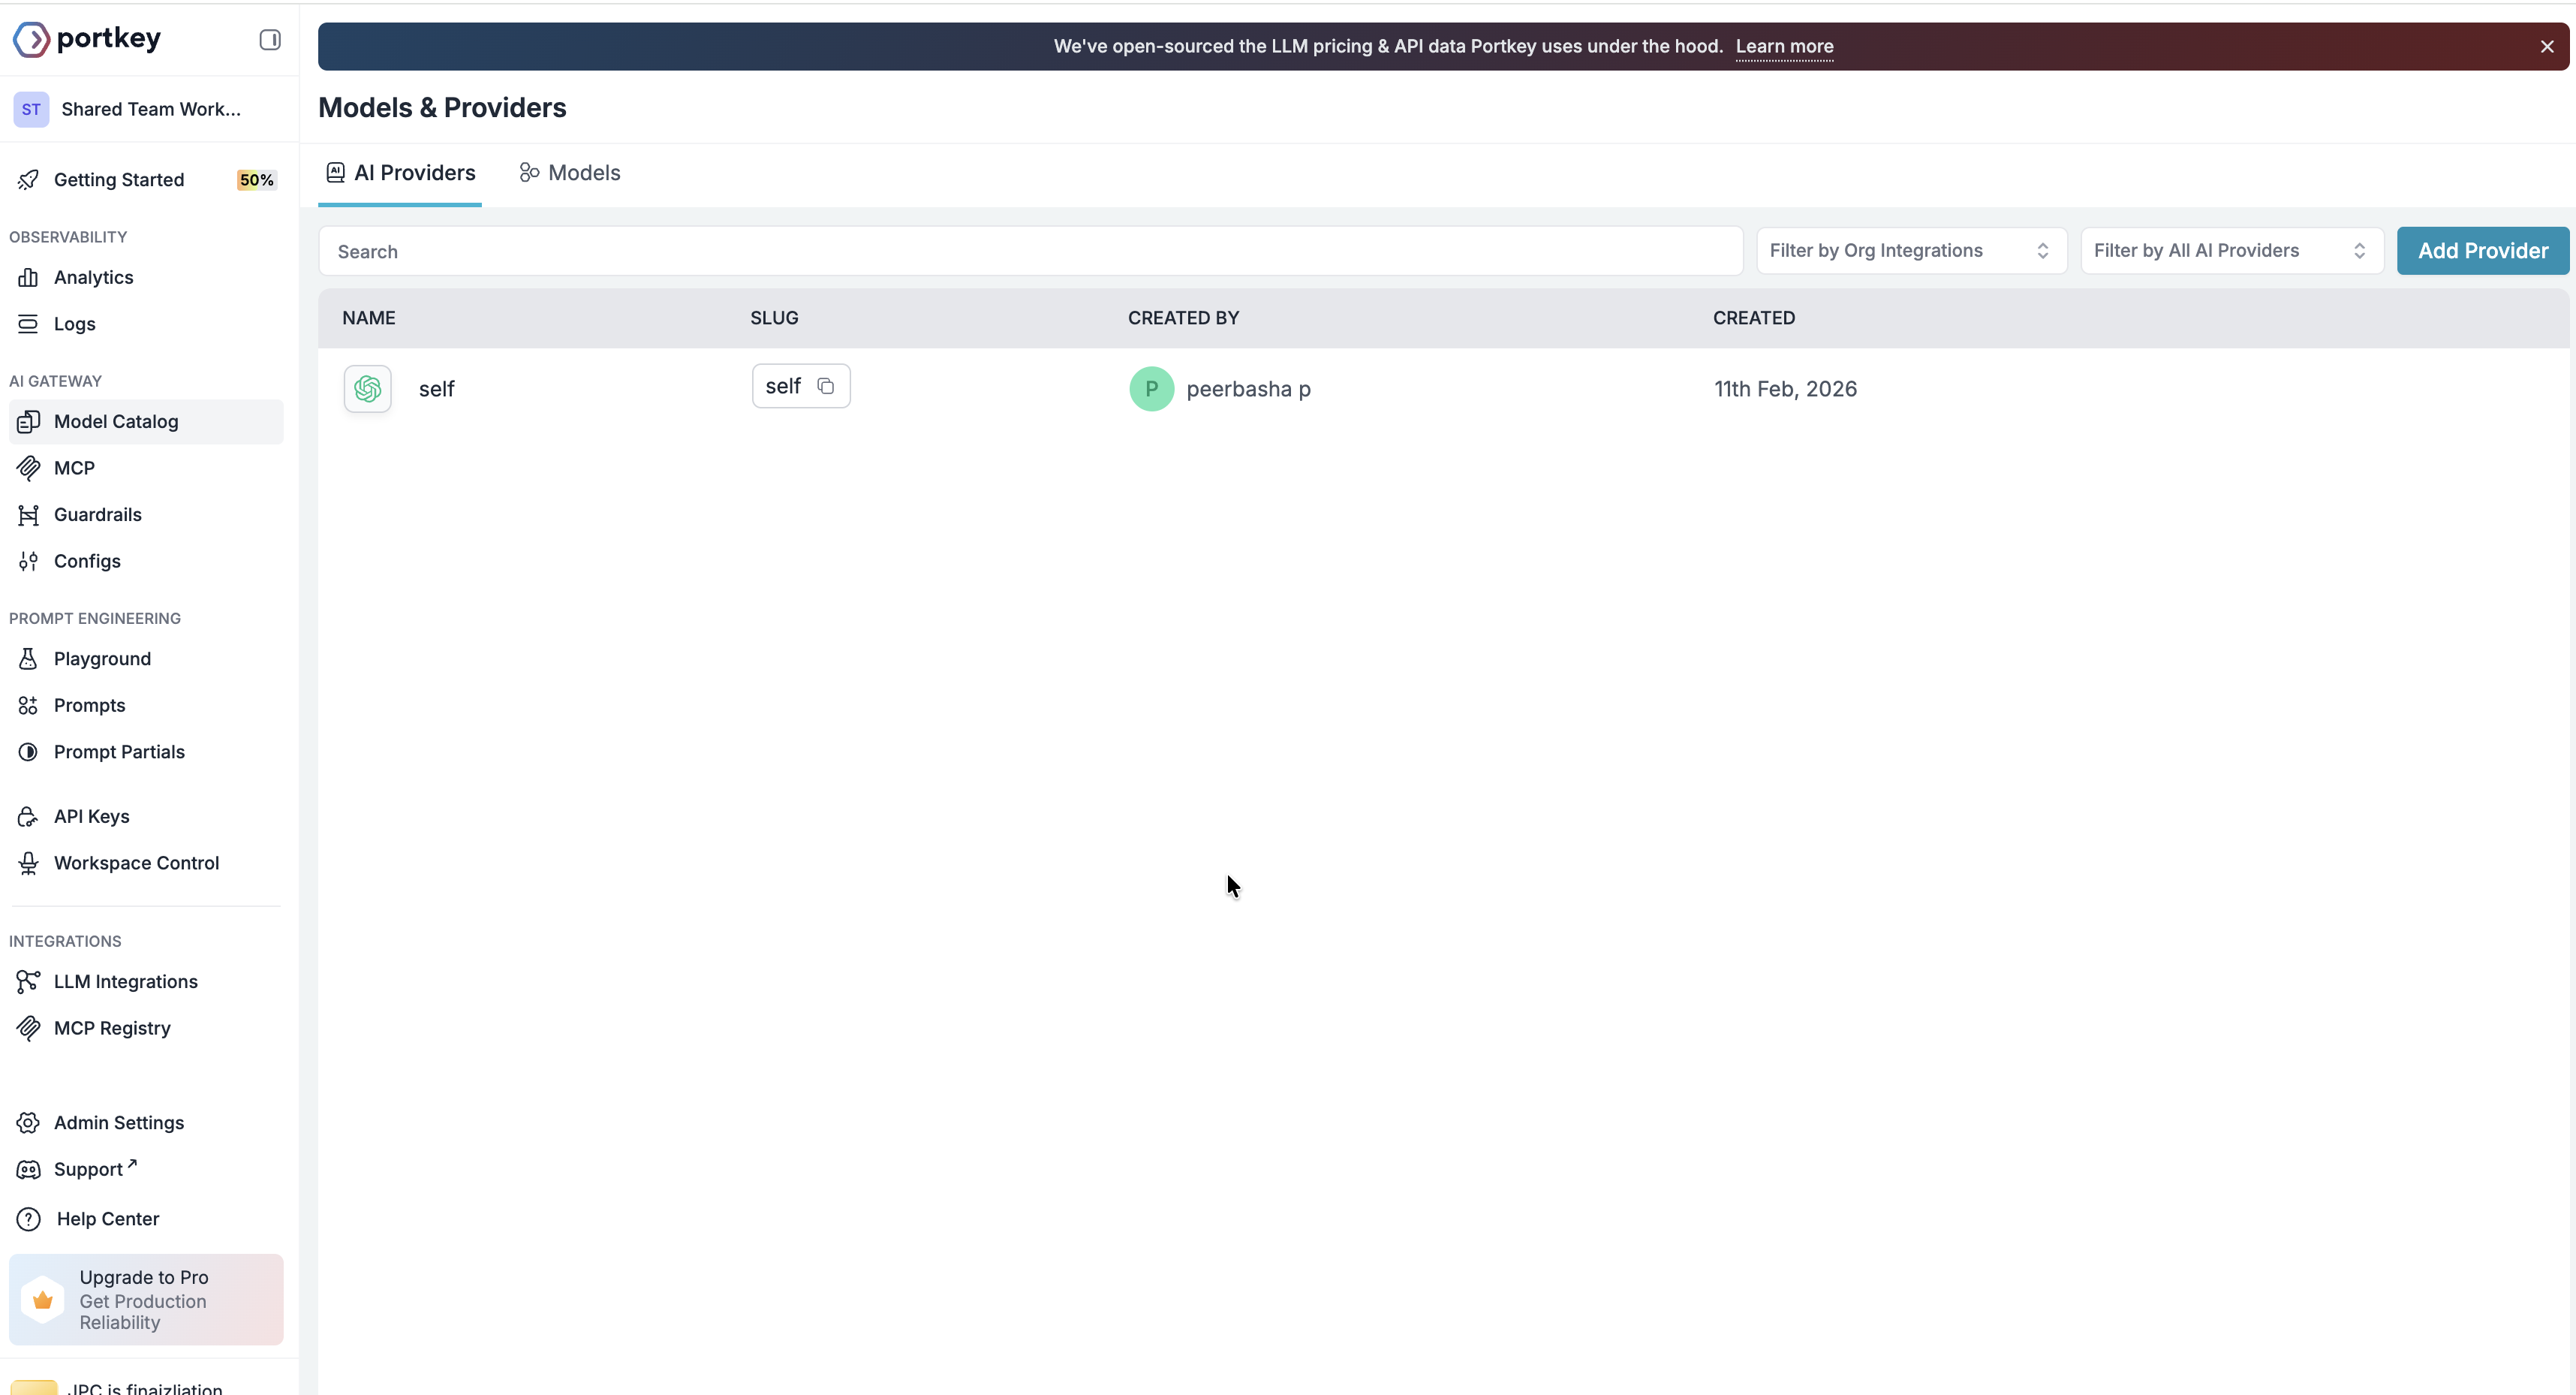 portkey
We've open-sourced the LLM pricing & API data Portkey uses under the hood. Learn more
ST Shared Team Work...
Models & Providers
Getting Started 50%
AI Providers Models
OBSERVABILITY
Analytics
Logs
Search Filter by Org Integrations Filter by All AI Providers Add Provider
NAME SLUG CREATED BY CREATED
self self P peerbasha p 11th Feb, 2026
AI GATEWAY
Model Catalog
MCP
Guardrails
Configs
PROMPT ENGINEERING
Playground
Prompts
Prompt Partials
API Keys
Workspace Control
INTEGRATIONS
LLM Integrations
MCP Registry
Admin Settings
Support
Help Center
Upgrade to Pro
Get Production
Reliability
JPC is finaizliation